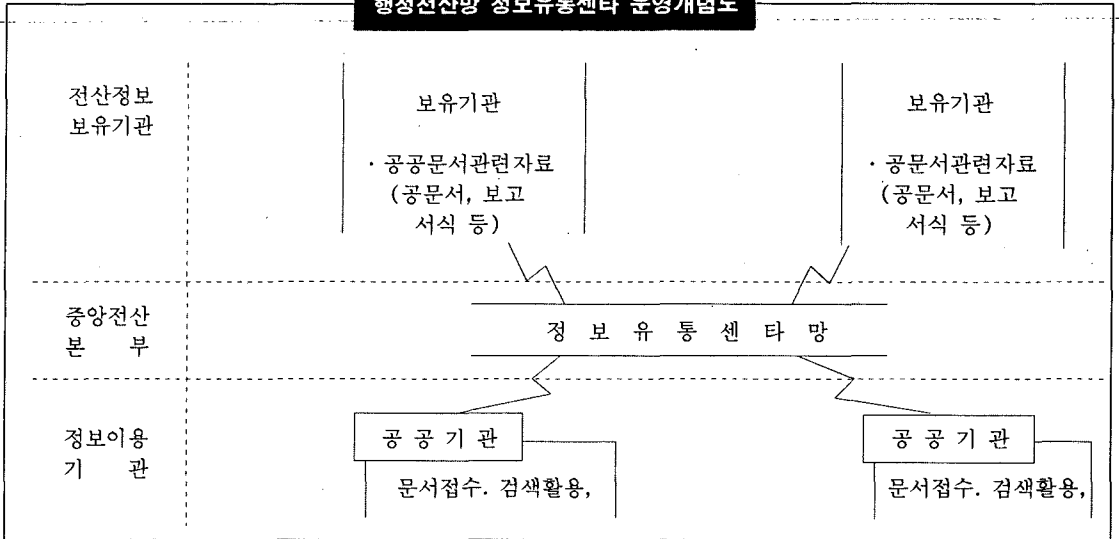 행정전산망 정보유통센타 운영개념도
전산정보
보유기관
보유기관
· 공공문서관련자료
(공문서, 보고
서식 등)
보유기관
· 공문서관련자료
(공문서, 보고
서식 등)
중앙전산
본 부
정 보 유 통 센 타 망
정보이용
기 관
공 공 기 관
문서접수. 검색활용,
공 공 기 관
문서접수. 검색활용,